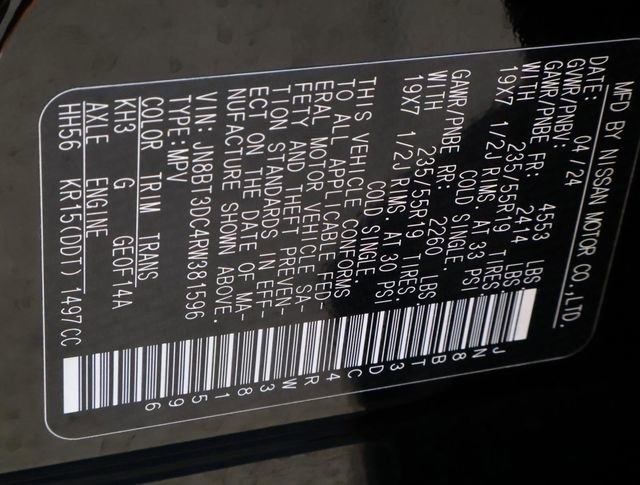 MFD BY NISSAN MOTOR CO.,LTD.
DATE: 04/24
GVWR/PNBV: 4553 LBS
GAWR/PNBE FR: 2414 LBS
WITH 235/55R19 TIRES
19X7 1/2J RIMS AT 33 PSI
COLD SINGLE.
GAWR/PNBE RR: 2260 LBS
WITH 235/55R19 TIRES
19X7 1/2J RIMS AT 30 PSI
COLD SINGLE.
THIS VEHICLE CONFORMS
TO ALL APPLICABLE FED-
ERAL MOTOR VEHICLE SA-
FETY AND THEFT PREVEN-
TION STANDARDS IN EFF-
ECT ON THE DATE OF MA-
NUFACTURE SHOWN ABOVE.
VIN: JN8BT3DC4RW381596
TYPE:MPV
COLOR TRIM TRANS
KH3 G GE0F14A
AXLE ENGINE
HH56 KR15(DDT) 1497CC
JN8BT3DC4RW381596